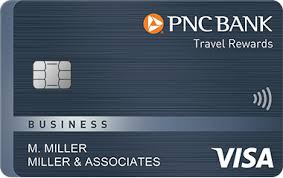 PNC BANK
Travel Rewards
BUSINESS
M. MILLER
MILLER & ASSOCIATES
VISA